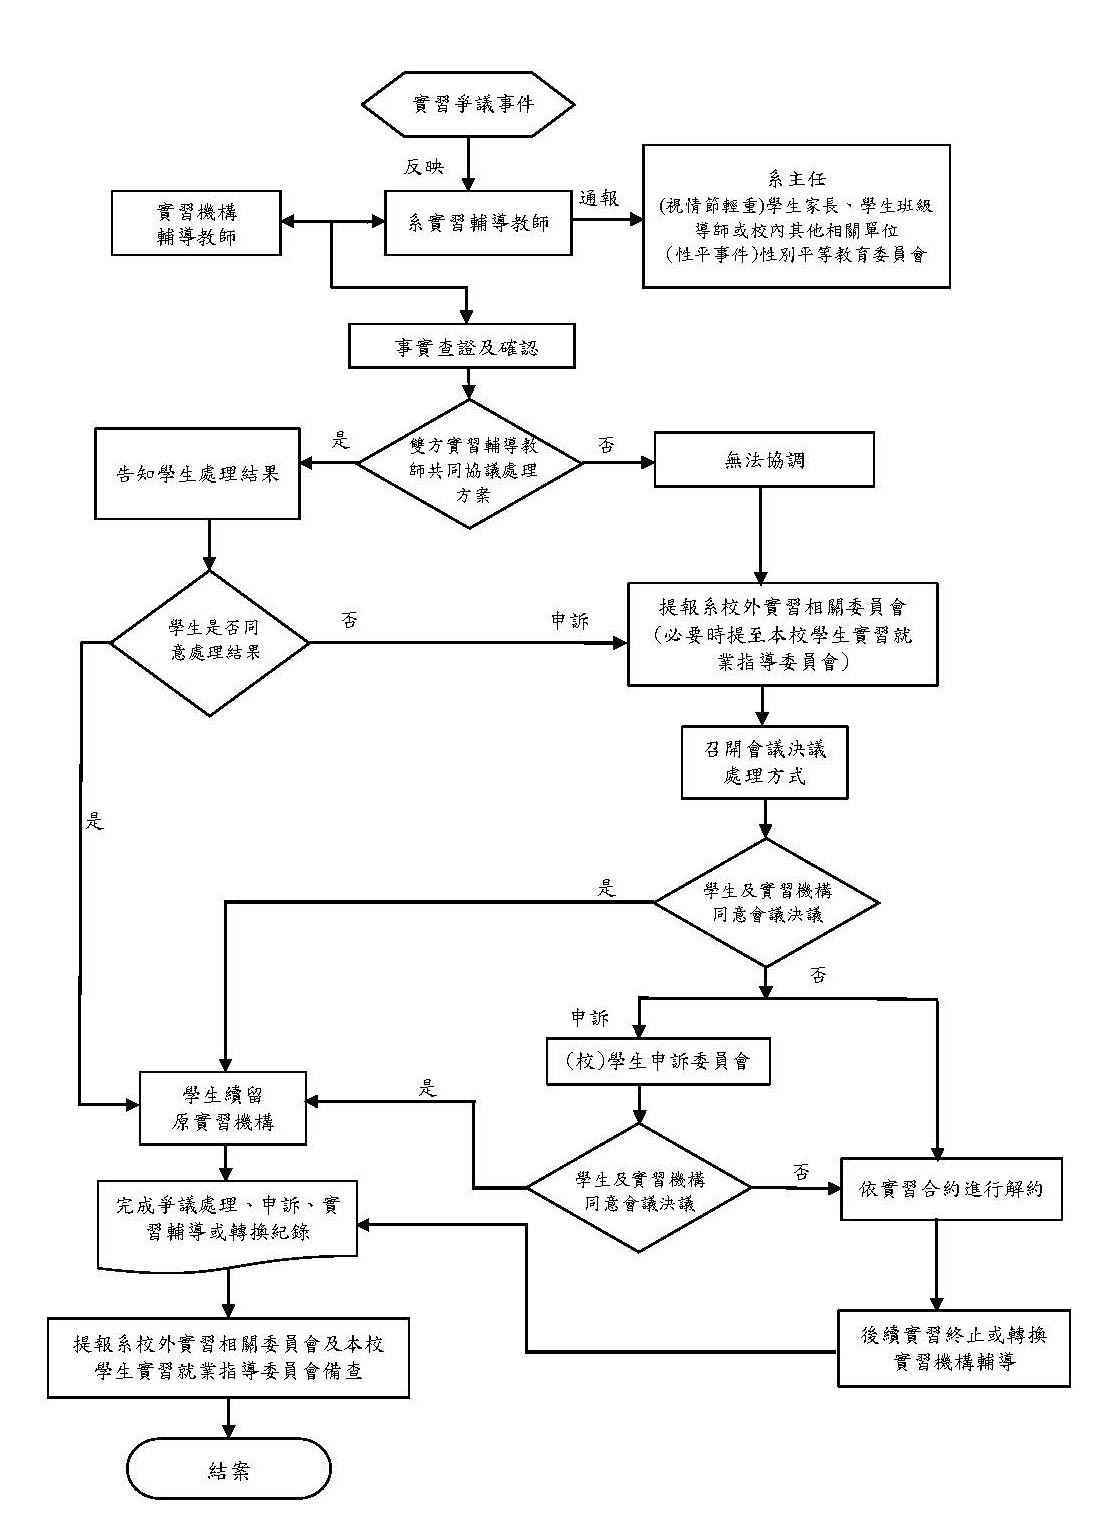 實習爭議事件
反映
實習機構
輔導教師
系實習輔導教師
通報
系主任
(視情節輕重)學生家長、學生班級
導師或校內其他相關單位
(性平事件)性別平等教育委員會
事實查證及確認
雙方實習輔導教
師共同協議處理
方案
是
否
告知學生處理結果
無法協調
學生是否同
意處理結果
否
申訴
提報系校外實習相關委員會
(必要時提至本校學生實習就
業指導委員會)
召開會議決議
處理方式
是
學生及實習機構
同意會議決議
是
否
申訴
(校)學生申訴委員會
學生續留
原實習機構
是
學生及實習機構
同意會議決議
否
依實習合約進行解約
完成爭議處理、申訴、實
習輔導或轉換紀錄
後續實習終止或轉換
實習機構輔導
提報系校外實習相關委員會及本校
學生實習就業指導委員會備查
結案